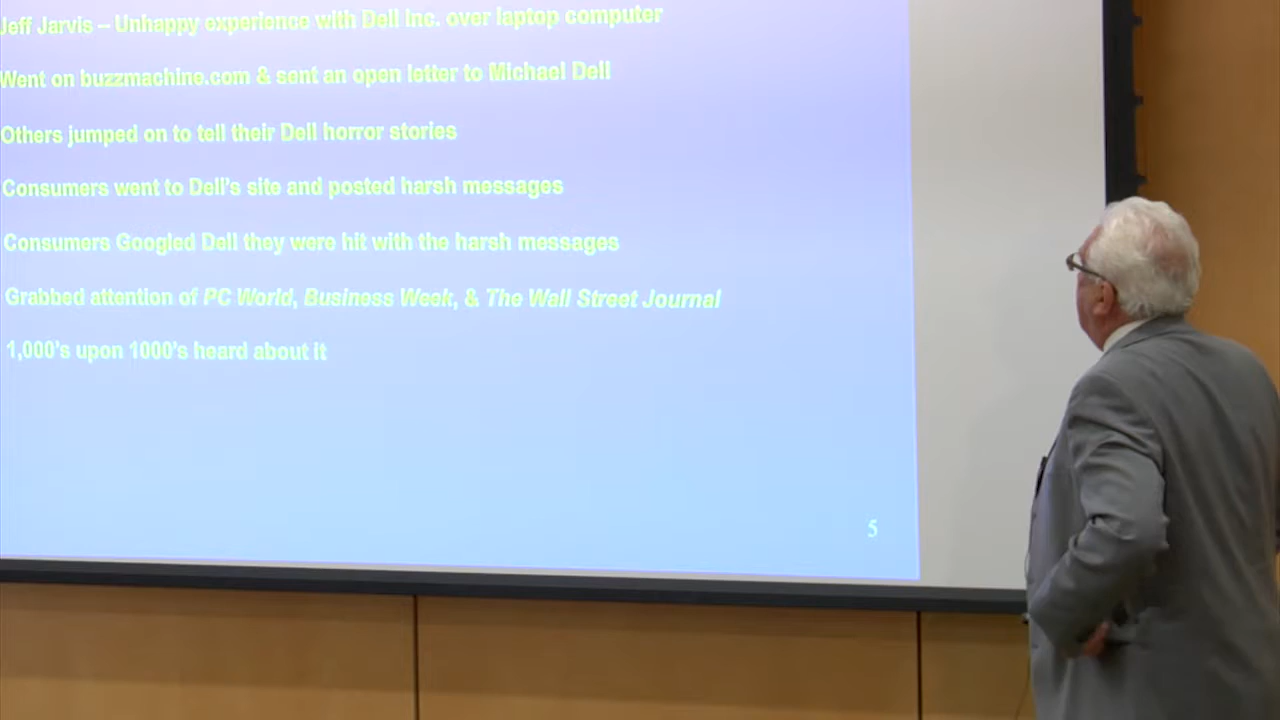 Jeff Jarvis – Unhappy experience with Dell Inc. over laptop computer
Went on buzzmachine.com & sent an open letter to Michael Dell
Others jumped on to tell their Dell horror stories
Consumers went to Dell's site and posted harsh messages
Consumers Googled Dell they were hit with the harsh messages
Grabbed attention of PC World, Business Week, & The Wall Street Journal
1,000's upon 1000's heard about it
5